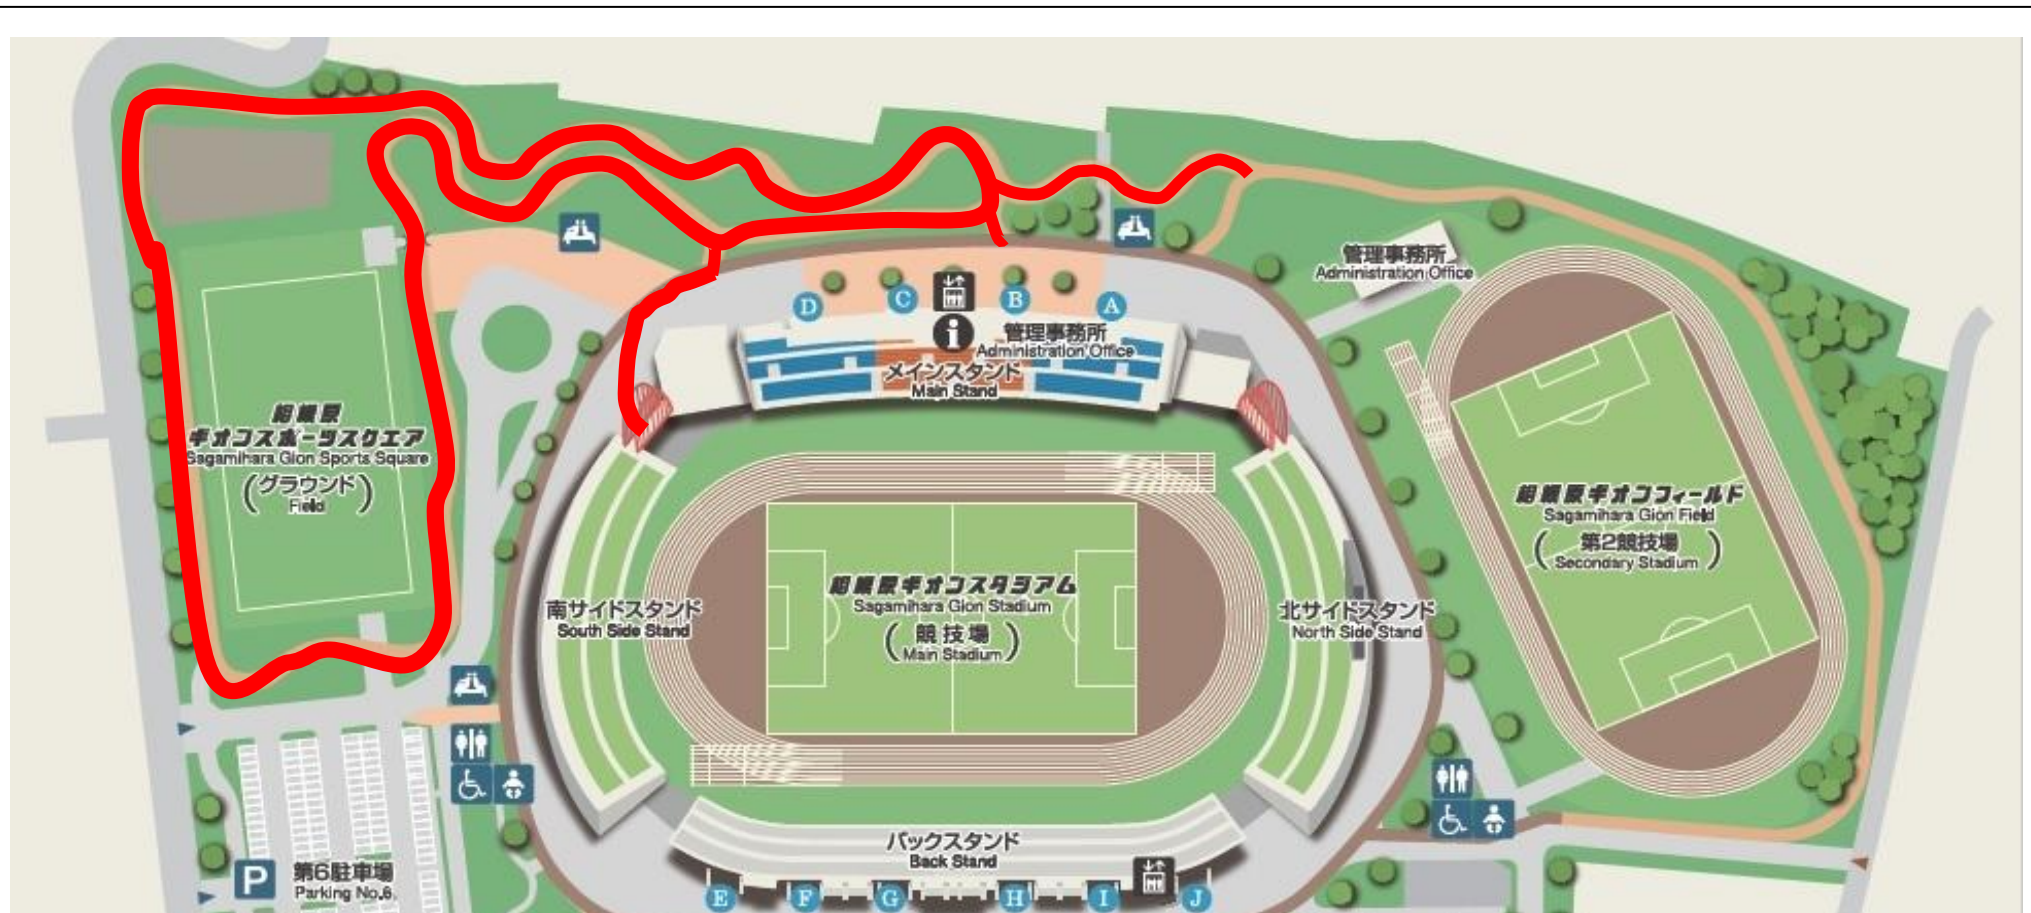 管理事務所
Administration Office
D
C
B
A
管理事務所
Administration Office
メインスタンド
Main Stand
相模原
ギオンスポーツスクエア
Sagamihara Gion Sports Square
(グラウンド)
Field
相模原ギオンフィールド
Sagamihara Gion Field
(第2競技場)
Secondary Stadium
相模原ギオンスタジアム
Sagamihara Gion Stadium
(競技場)
Main Stadium
南サイドスタンド
South Side Stand
北サイドスタンド
North Side Stand
バックスタンド
Back Stand
P
第6駐車場
Parking No.6
E
F
G
H
I
J